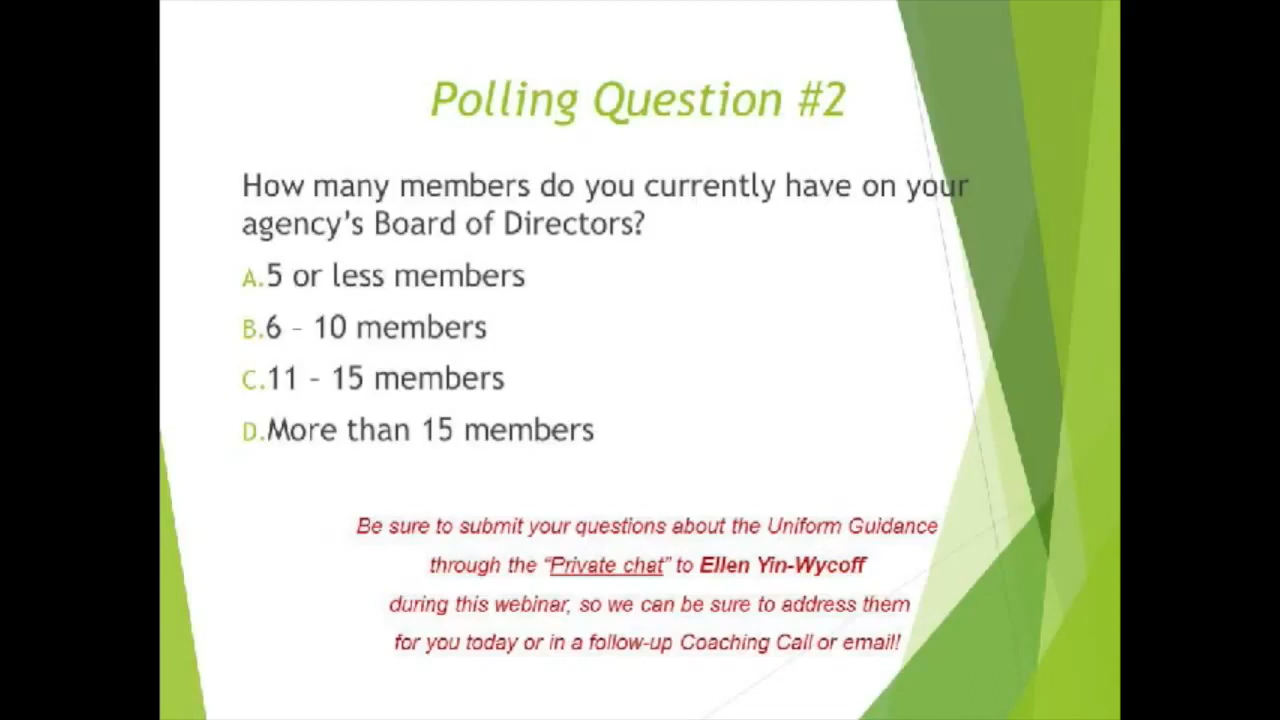 Polling Question #2
How many members do you currently have on your
agency's Board of Directors?
A.5 or less members
B.6 – 10 members
C.11 – 15 members
D.More than 15 members
Be sure to submit your questions about the Uniform Guidance
through the "Private chat" to Ellen Yin-Wycoff
during this webinar, so we can be sure to address them
for you today or in a follow-up Coaching Call or email!